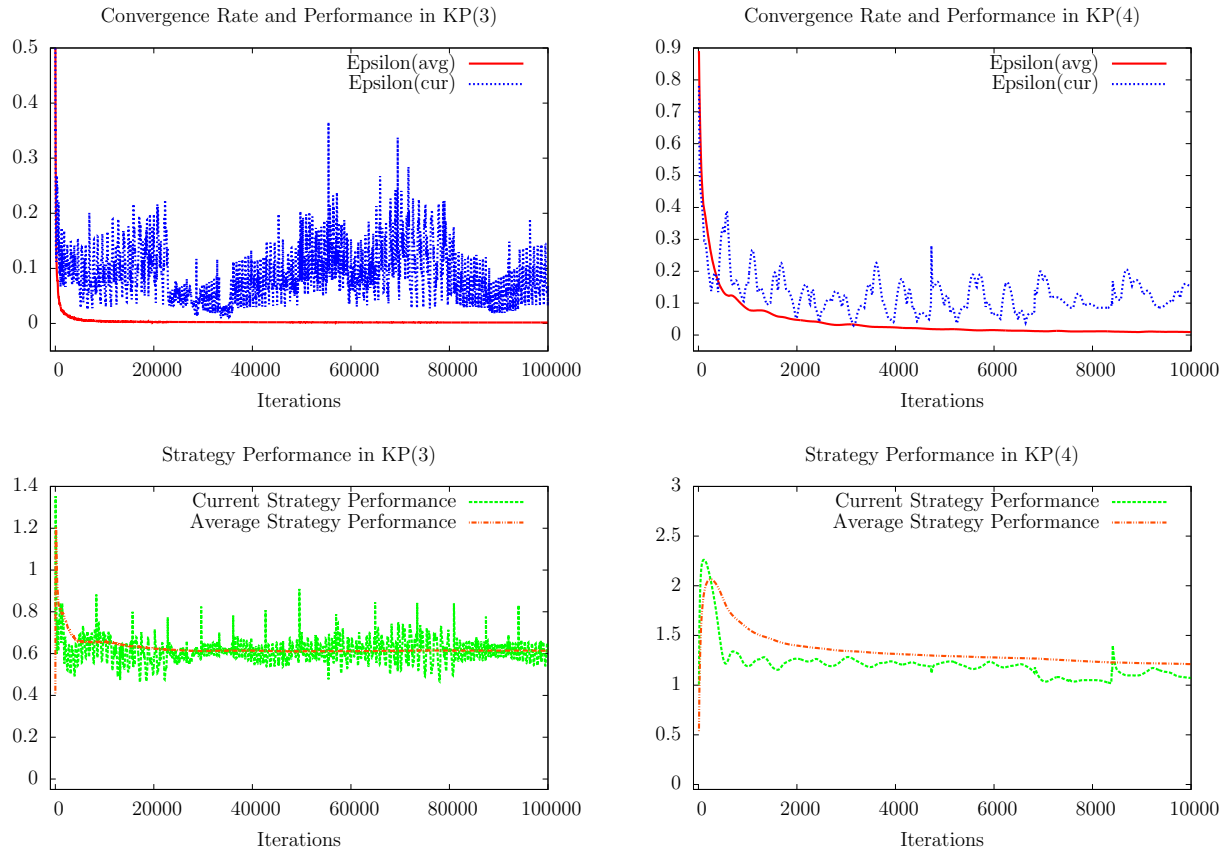 Convergence Rate and Performance in KP(3)
0.5
0.4
0.3
0.2
0.1
0
Epsilon(avg)
Epsilon(cur)
0 20000 40000 60000 80000 100000
Iterations
Convergence Rate and Performance in KP(4)
0.9
0.8
0.7
0.6
0.5
0.4
0.3
0.2
0.1
0
Epsilon(avg)
Epsilon(cur)
0 2000 4000 6000 8000 10000
Iterations
Strategy Performance in KP(3)
1.4
1.2
1
0.8
0.6
0.4
0.2
0
Current Strategy Performance
Average Strategy Performance
0 20000 40000 60000 80000 100000
Iterations
Strategy Performance in KP(4)
3
2.5
2
1.5
1
0.5
0
Current Strategy Performance
Average Strategy Performance
0 2000 4000 6000 8000 10000
Iterations